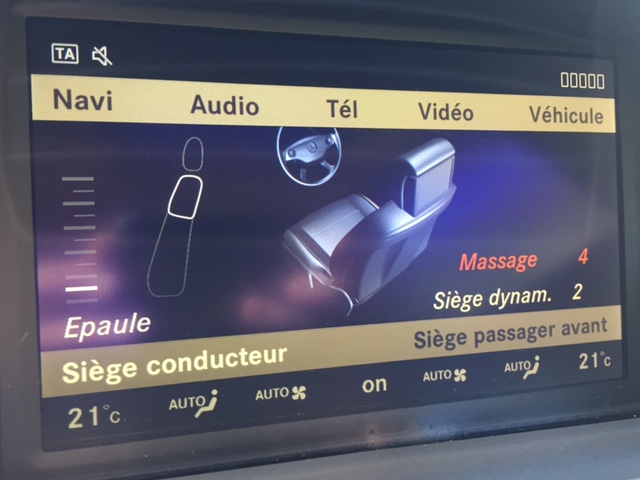 TA
Navi Audio Tél Vidéo Véhicule
Massage 4
Siège dynam. 2
Epaule
Siège conducteur Siège passager avant
21°C AUTO AUTO on AUTO AUTO 21°C